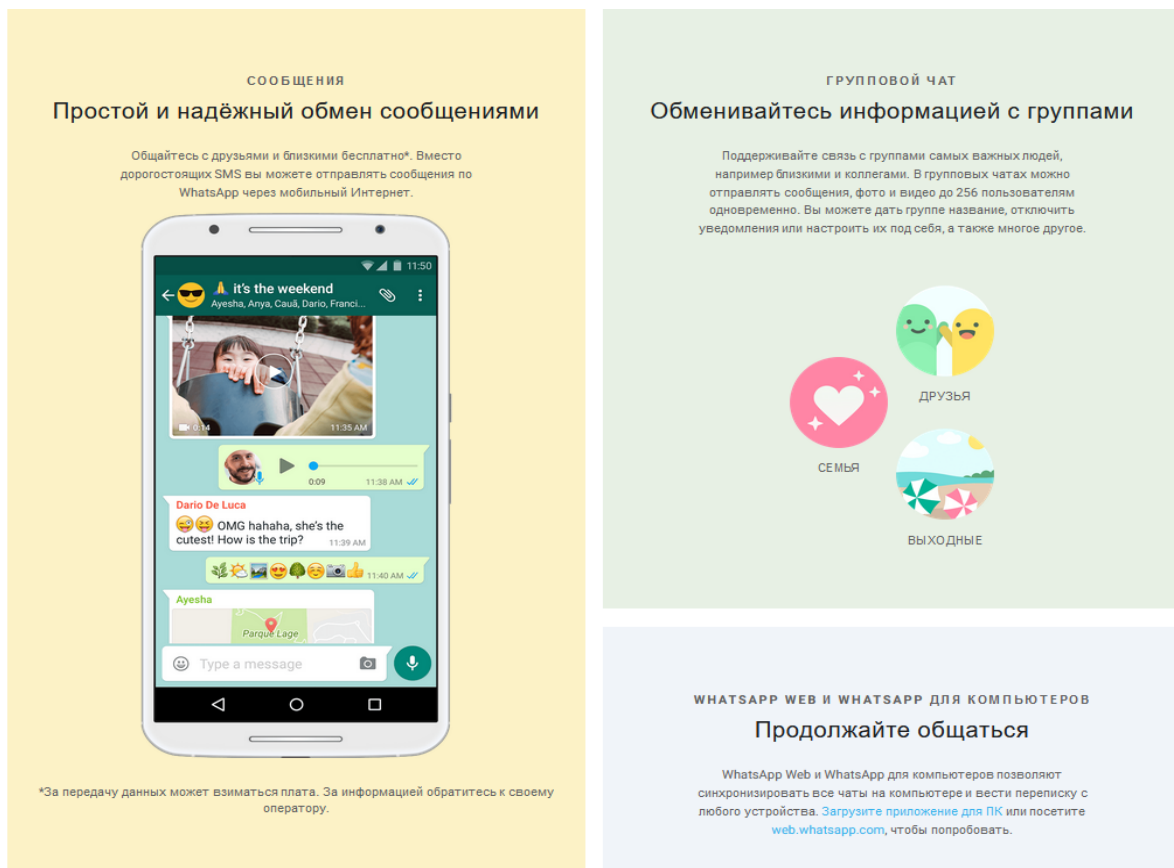 СООБЩЕНИЯ
Простой и надёжный обмен сообщениями
Общайтесь с друзьями и близкими бесплатно*. Вместо
дорогостоящих SMS вы можете отправлять сообщения по
WhatsApp через мобильный Интернет.
11:50
it's the weekend
Ayesha, Anya, Cauã, Dario, Franci...
0:14
11:35 AM
0:09
11:38 AM
Dario De Luca
OMG hahaha, she's the
cutest! How is the trip?
11:39 AM
11:40 AM
Ayesha
Parque Lage
Type a message
*За передачу данных может взиматься плата. За информацией обратитесь к своему
оператору.
ГРУППОВОЙ ЧАТ
Обменивайтесь информацией с группами
Поддерживайте связь с группами самых важных людей,
например близкими и коллегами. В групповых чатах можно
отправлять сообщения, фото и видео до 256 пользователям
одновременно. Вы можете дать группе название, отключить
уведомления или настроить их под себя, а также многое другое.
ДРУЗЬЯ
СЕМЬЯ
ВЫХОДНЫЕ
WHATSAPP WEB И WHATSAPP ДЛЯ КОМПЬЮТЕРОВ
Продолжайте общаться
WhatsApp Web и WhatsApp для компьютеров позволяют
синхронизировать все чаты на компьютере и вести переписку с
любого устройства. Загрузите приложение для ПК или посетите
web.whatsapp.com, чтобы попробовать.